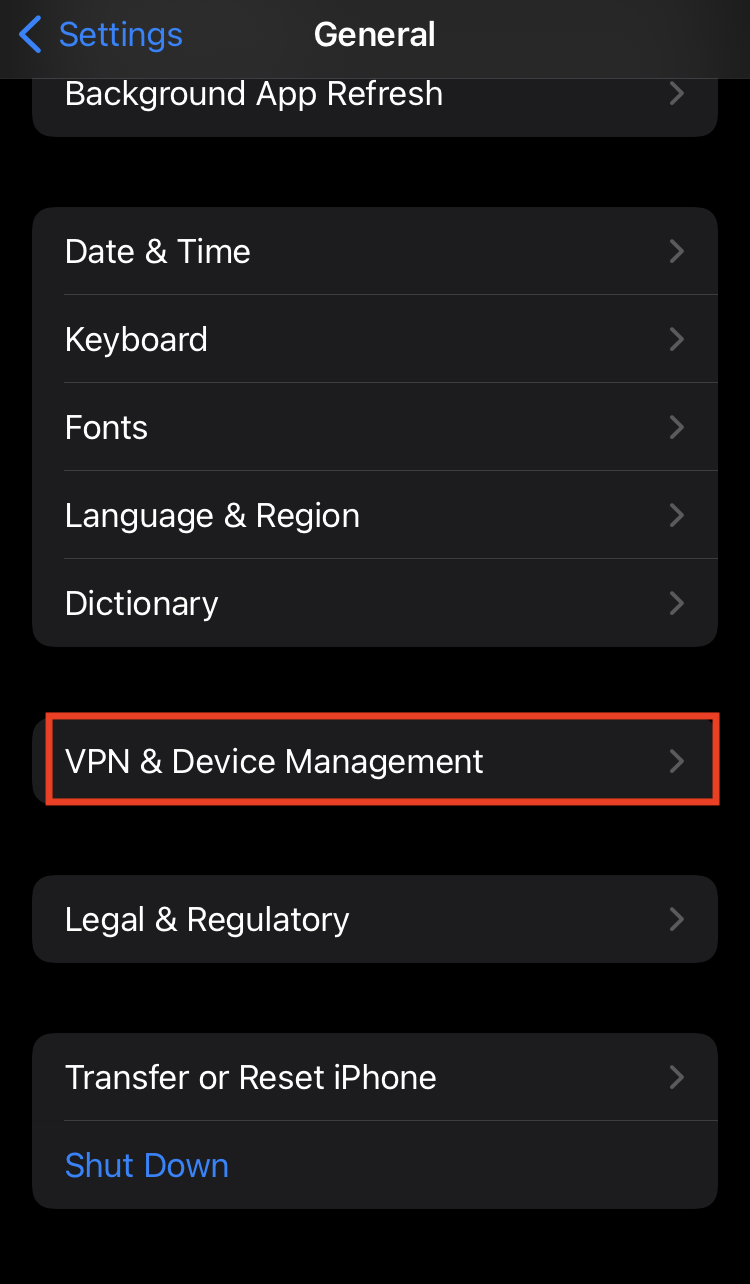 Settings
General
Background App Refresh
Date & Time
Keyboard
Fonts
Language & Region
Dictionary
VPN & Device Management
Legal & Regulatory
Transfer or Reset iPhone
Shut Down